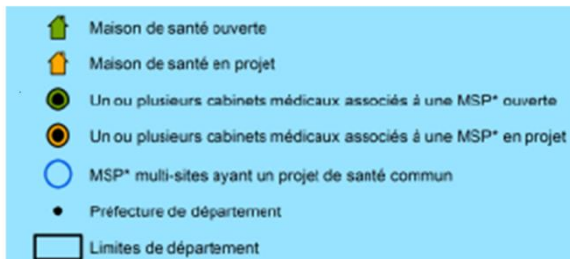 Maison de santé ouverte
Maison de santé en projet
Un ou plusieurs cabinets médicaux associés à une MSP* ouverte
Un ou plusieurs cabinets médicaux associés à une MSP* en projet
MSP* multi-sites ayant un projet de santé commun
Préfecture de département
Limites de département